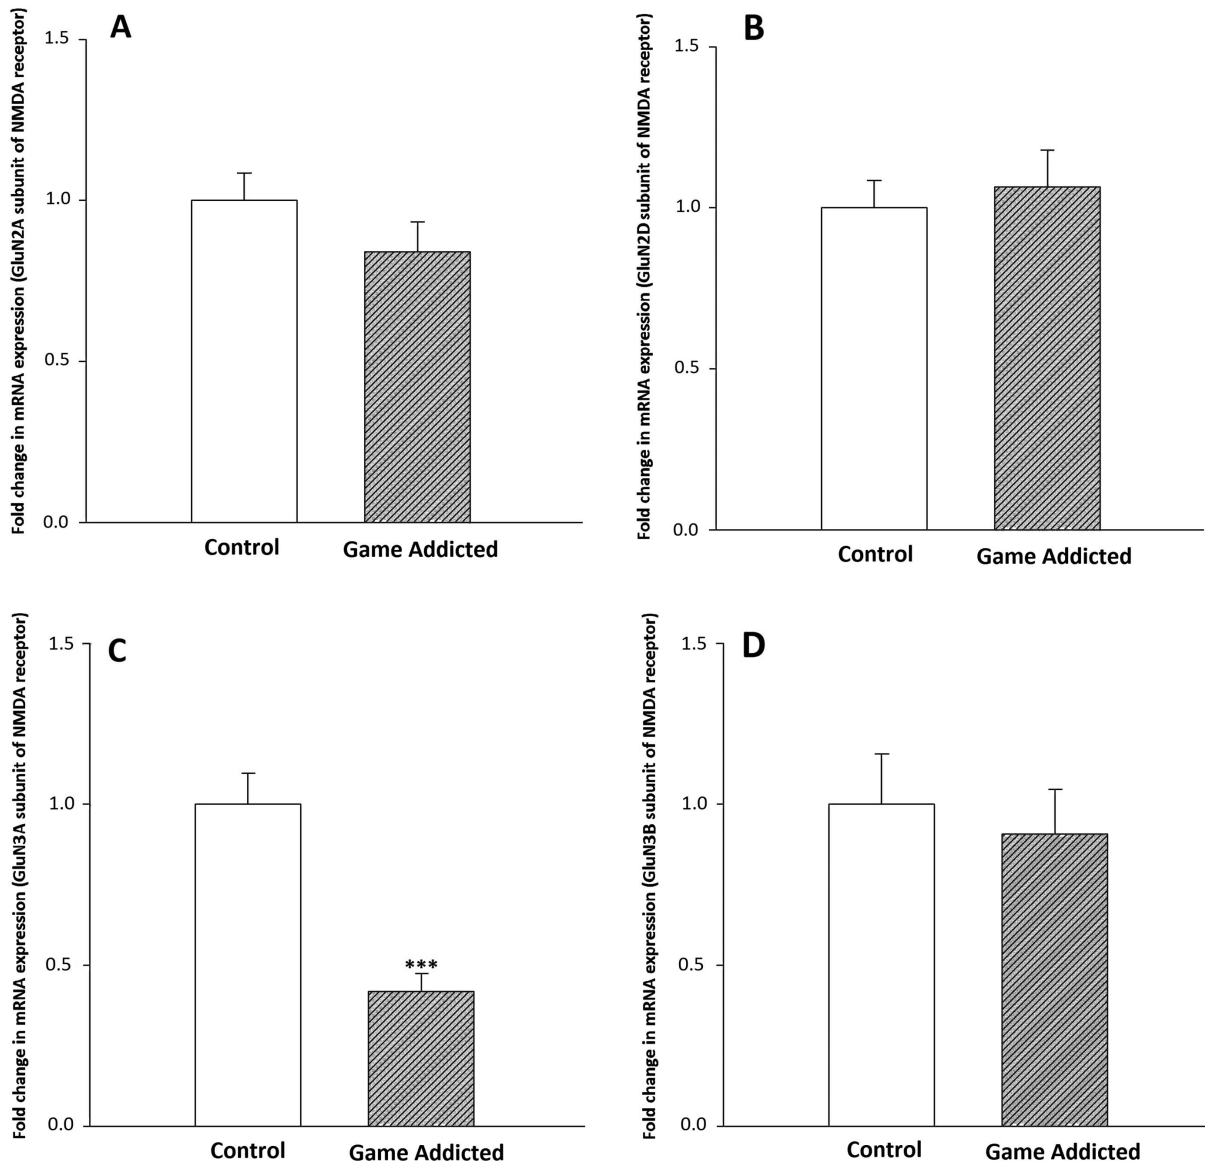 A
Fold change in mRNA expression (GluN2A subunit of NMDA receptor)
1.5
1.0
0.5
0.0
Control
Game Addicted
B
Fold change in mRNA expression (GluN2D subunit of NMDA receptor)
1.5
1.0
0.5
0.0
Control
Game Addicted
C
Fold change in mRNA expression (GluN3A subunit of NMDA receptor)
1.5
1.0
0.5
0.0
***
Control
Game Addicted
D
Fold change in mRNA expression (GluN3B subunit of NMDA receptor)
1.5
1.0
0.5
0.0
Control
Game Addicted